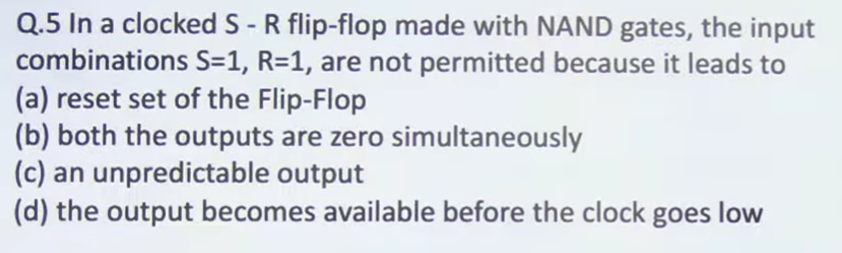 Q.5 In a clocked S - R flip-flop made with NAND gates, the input
combinations S=1, R=1, are not permitted because it leads to
(a) reset set of the Flip-Flop
(b) both the outputs are zero simultaneously
(c) an unpredictable output
(d) the output becomes available before the clock goes low